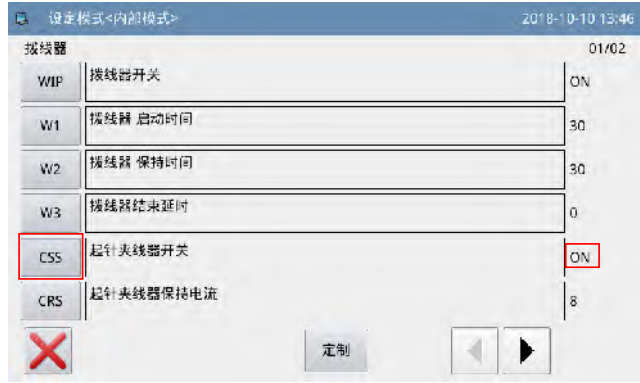 设定模式<内部模式> 2018-10-10 13:46
拨线器 01/02
WIP 拨线器开关 ON
W1 拨线器 启动时间 30
W2 拨线器 保持时间 30
W3 拨线器结束延时 0
CSS 起针夹线器开关 ON
CRS 起针夹线器保持电流 8
定制